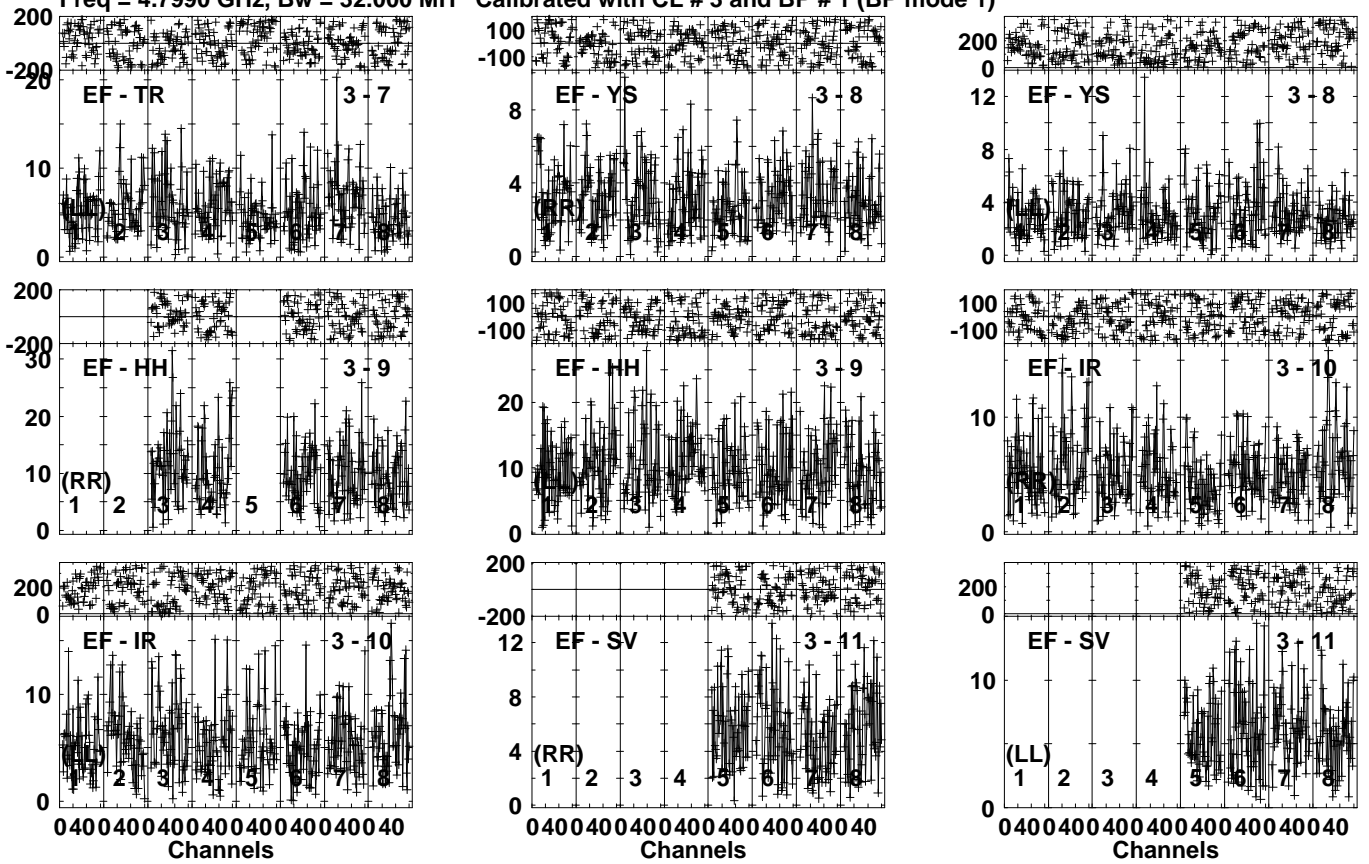 Freq = 4.7990 GHz, Bw = 32.000 MH Calibrated with CL # 3 and BP # 1 (BP mode 1)
200
-200
20
10
0
EF - TR 3 - 7
(LL)
1 2 3 4 5 6 7 8
100
-100
8
4
0
EF - YS 3 - 8
(RR)
1 2 3 4 5 6 7 8
200
0
12
8
4
0
EF - YS 3 - 8
(LL)
1 2 3 4 5 6 7 8
200
-200
30
20
10
0
EF - HH 3 - 9
(RR)
1 2 3 4 5 6 7 8
100
-100
20
10
0
EF - HH 3 - 9
(LL)
1 2 3 4 5 6 7 8
100
-100
10
0
EF - IR 3 - 10
(RR)
1 2 3 4 5 6 7 8
200
0
10
0
EF - IR 3 - 10
(LL)
1 2 3 4 5 6 7 8
0 40 0 40 0 40 0 40 0 40 0 40 0 40 0 40
Channels
200
-200
12
8
4
0
EF - SV 3 - 11
(RR)
1 2 3 4 5 6 7 8
0 40 0 40 0 40 0 40 0 40 0 40 0 40 0 40
Channels
200
0
10
0
EF - SV 3 - 11
(LL)
1 2 3 4 5 6 7 8
0 40 0 40 0 40 0 40 0 40 0 40 0 40 0 40
Channels